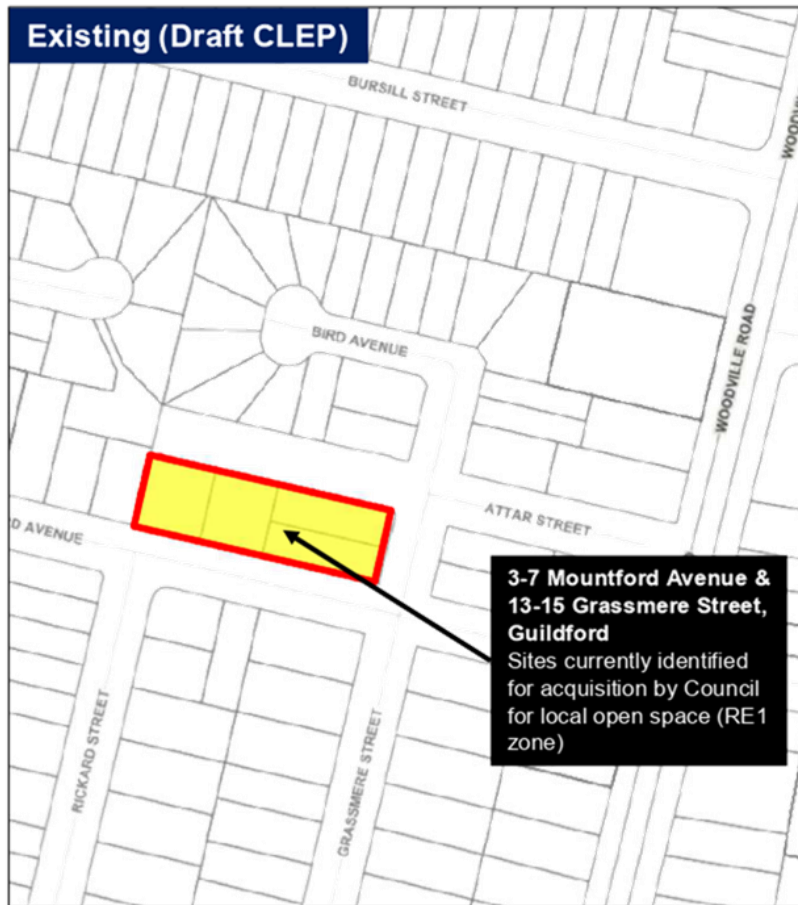 Existing (Draft CLEP)
BURSILL STREET
WOODVI
BIRD AVENUE
WOODVILLE ROAD
ATTAR STREET
D AVENUE
3-7 Mountford Avenue &
13-15 Grassmere Street,
Guildford
Sites currently identified
for acquisition by Council
for local open space (RE1
zone)
RICKARD STREET
GRASSMERE STREET